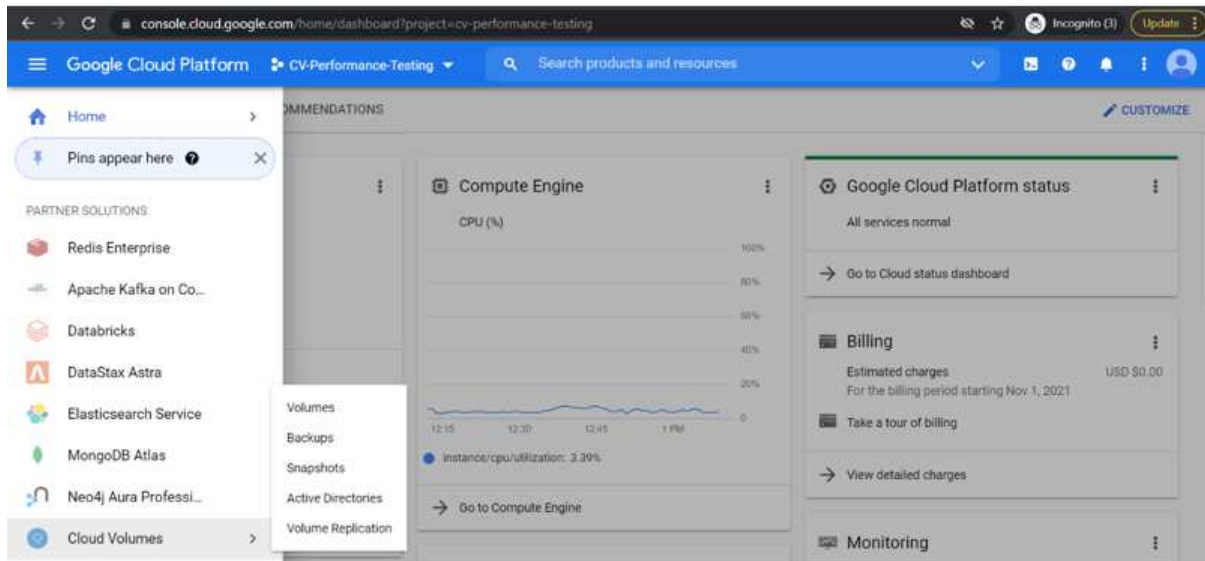 console.cloud.google.com/home/dashboard?project=cv-performance-testing
Incognito (3)
Update
Google Cloud Platform
CV-Performance-Testing
Search products and resources
Home
OMMENDATIONS
CUSTOMIZE
Pins appear here
PARTNER SOLUTIONS
Redis Enterprise
Apache Kafka on Co...
Databricks
DataStax Astra
Elasticsearch Service
MongoDB Atlas
Neo4j Aura Professi...
Cloud Volumes
Volumes
Backups
Snapshots
Active Directories
Volume Replication
Compute Engine
CPU (%)
100%
80%
60%
40%
20%
0
12:15 12:30 12:45 1 PM
instance/cpu/utilization: 3.39%
Go to Compute Engine
Google Cloud Platform status
All services normal
Go to Cloud status dashboard
Billing
Estimated charges USD $0.00
For the billing period starting Nov 1, 2021
Take a tour of billing
View detailed charges
Monitoring